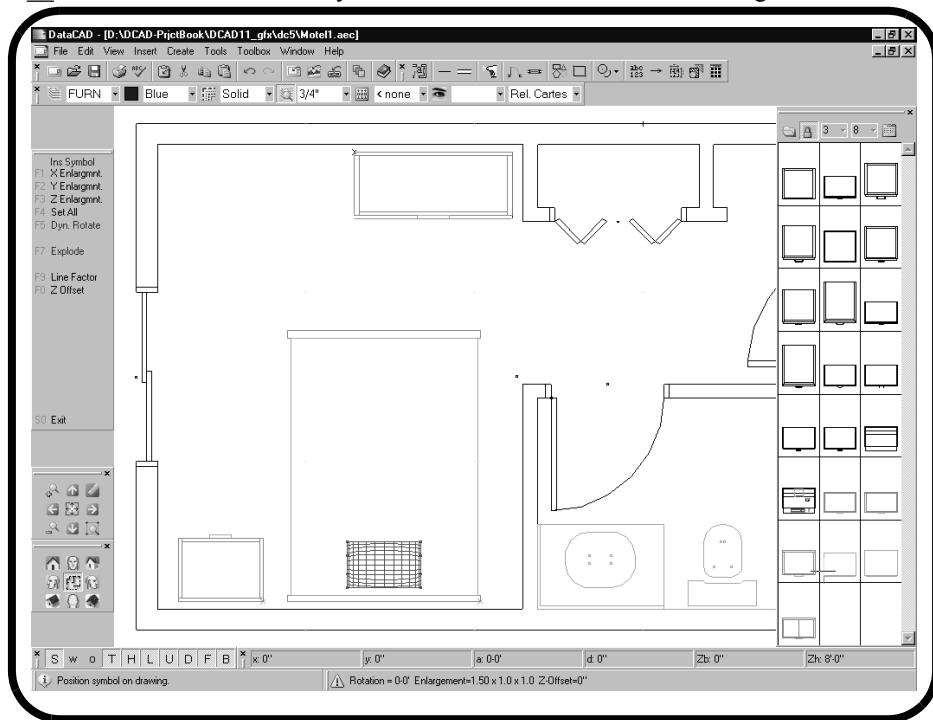 DataCAD - [D:\DCAD-PrjctBook\DCAD11_gfx\dc5\Motel1.aec]
File Edit View Insert Create Tools Toolbox Window Help
abc
123
FURN Blue Solid 3/4" < none Rel. Cartes
3 8
Ins Symbol
F1 X Enlargmnt.
F2 Y Enlargmnt.
F3 Z Enlargmnt.
F4 Set All
F5 Dyn. Rotate
F7 Explode
F9 Line Factor
F0 Z Offset
S0 Exit
S w o T H L U D F B x: 0" y: 0" a: 0-0' d: 0" Zb: 0" Zh: 8'-0"
Position symbol on drawing. Rotation = 0-0' Enlargement=1.50 x 1.0 x 1.0 Z-Offset=0"